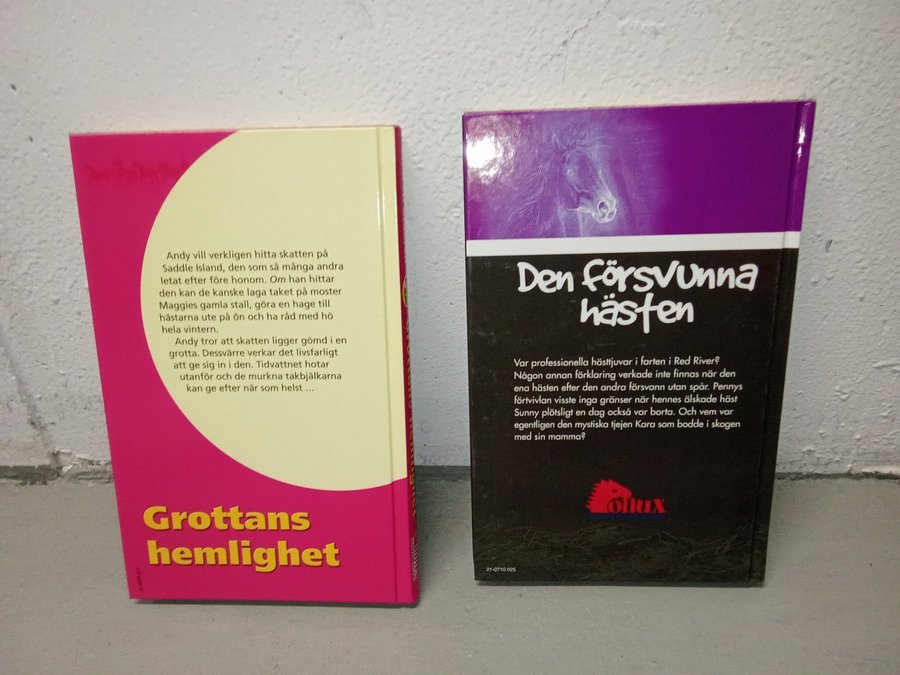 Andy vill verkligen hitta skatten på
Saddle Island, den som så många andra
letat efter före honom. Om han hittar
den kan de kanske laga taket på moster
Maggies gamla stall, göra en hage till
hästarna ute på ön och ha råd med hö
hela vintern.
Andy tror att skatten ligger gömd i en
grotta. Dessvärre verkar det livsfarligt
att ge sig in i den. Tidvattnet hotar
utanför och de murkna takbjälkarna
kan ge efter när som helst …
Grottans
hemlighet
Den försvunna
hästen
Var professionella hästtjuvar i farten i Red River?
Någon annan förklaring verkade inte finnas när den
ena hästen efter den andra försvann utan spår. Pennys
förtvivlan visste inga gränser när hennes älskade häst
Sunny plötsligt en dag också var borta. Och vem var
egentligen den mystiska tjejen Kara som bodde i skogen
med sin mamma?
21-0710 025